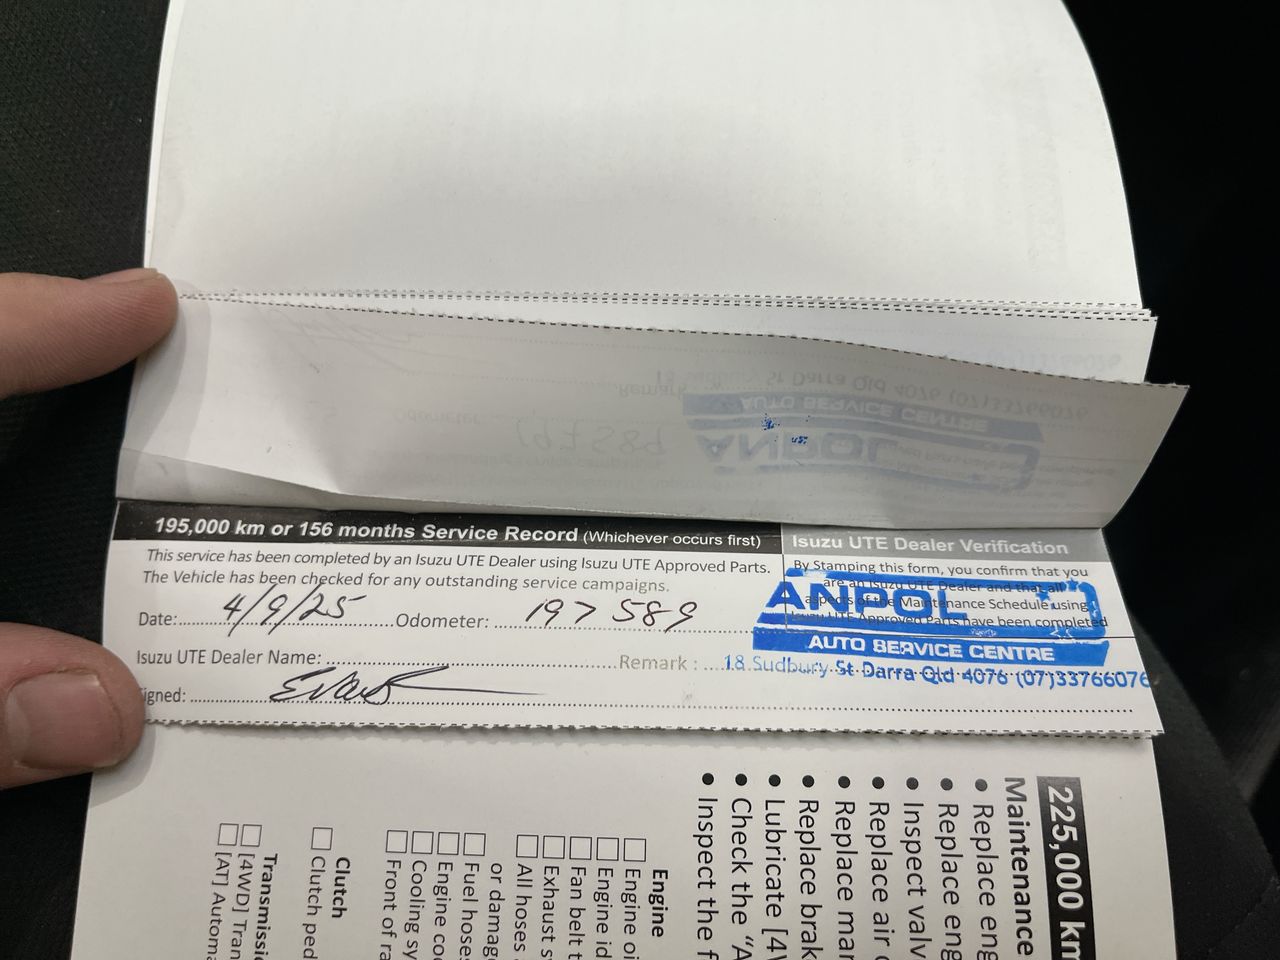 195,000 km or 156 months Service Record (Whichever occurs first)
Isuzu UTE Dealer Verification
This service has been completed by an Isuzu UTE Dealer using Isuzu UTE Approved Parts.
The Vehicle has been checked for any outstanding service campaigns.
By Stamping this form, you confirm that you
are an Isuzu UTE Dealer and that all
aspects of the Maintenance Schedule using
Isuzu UTE Approved Parts have been completed
ANPOL
AUTO SERVICE CENTRE
18 Sudbury St Darra Qld 4076 (07)33766076
Date: 4/9/25 Odometer: 197589
Isuzu UTE Dealer Name: Remark :
igned:
225,000 km
Maintenance
• Replace eng
• Replace eng
• Inspect valv
• Replace air
• Replace mar
• Replace brak
• Lubricate [4W
• Check the "A
• Inspect the f
Engine
Engine oi
Engine id
Fan belt t
Exhaust s
All hoses
or damag
Fuel hoses
Engine coo
Cooling sy
Front of ra
Clutch
Clutch ped
Transmissi
[4WD] Tran
[AT] Automa